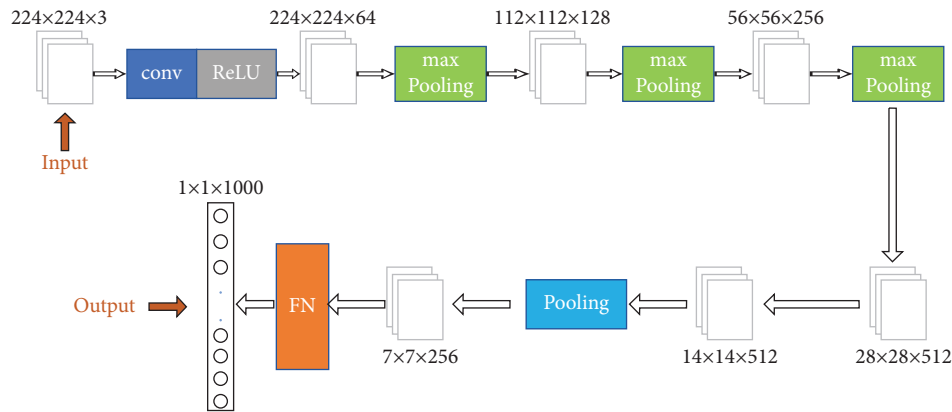 224×224×3
224×224×64
112×112×128
56×56×256
conv
ReLU
max
Pooling
max
Pooling
max
Pooling
Input
1×1×1000
Output
FN
Pooling
7×7×256
14×14×512
28×28×512